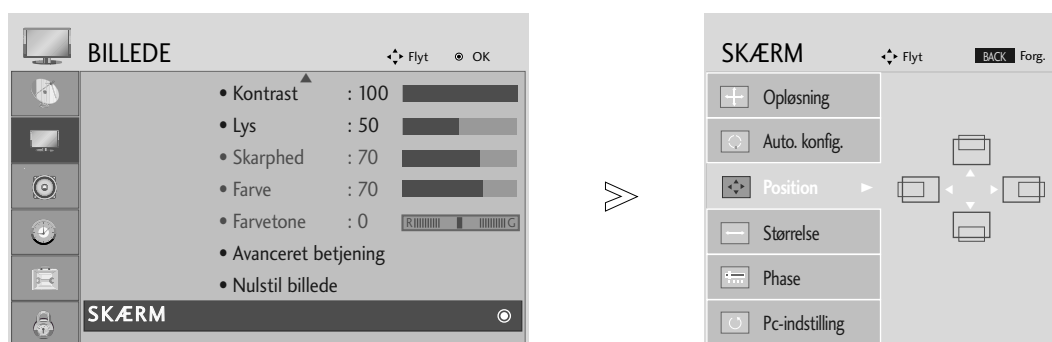 BILLEDE
Flyt
OK
• Kontrast : 100
• Lys : 50
• Skarphed : 70
• Farve : 70
• Farvetone : 0 R G
• Avanceret betjening
• Nulstil billede
SKÆRM
SKÆRM
Flyt
BACK Forg.
Opløsning
Auto. konfig.
Position
Størrelse
Phase
Pc-indstilling